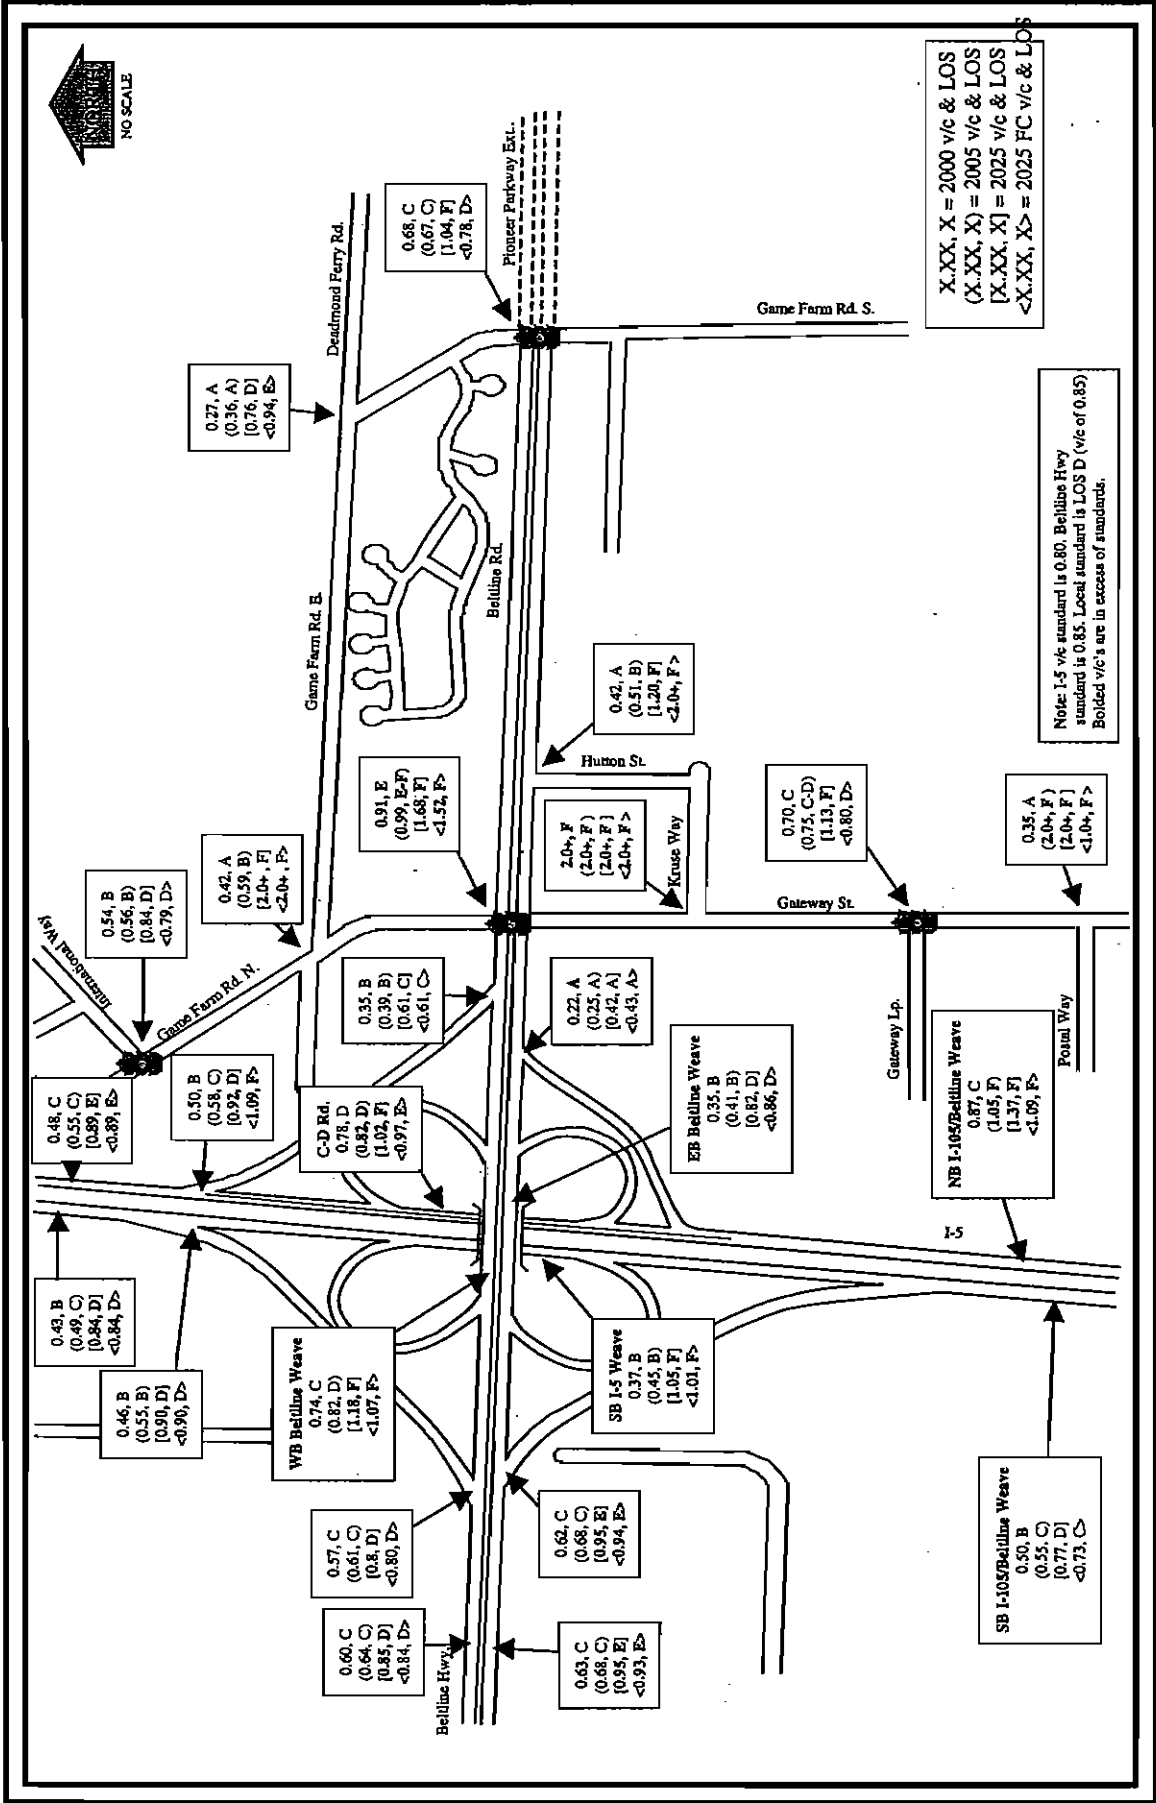 NORTH
NO SCALE
Deadmond Ferry Rd.
0.68, C
(0.67, C)
[1.04, F]
<0.78, D>
Pioneer Parkway Ext.
X.XX, X = 2000 v/c & LOS
(X.XX, X) = 2005 v/c & LOS
[X.XX, X] = 2025 v/c & LOS
<X.XX, X> = 2025 FC v/c & LOS
Game Farm Rd. S.
0.27, A
(0.36, A)
[0.76, D]
<0.94, E>
Game Farm Rd. E.
Beltline Rd.
Note: I-5 v/c standard is 0.80. Beltline Hwy
standard is 0.85. Local standard is LOS D (v/c of 0.85)
Bolded v/c's are in excess of standards.
0.42, A
(0.51, B)
[1.20, F]
<2.0+, F>
Hutton St.
0.91, E
(0.99, E-F)
[1.68, F]
<1.52, F>
2.0+, F
(2.0+, F)
[2.0+, F]
<2.0+, F>
Kruse Way
0.70, C
(0.75, C-D)
[1.13, F]
<0.80, D>
0.35, A
(2.0+, F)
[2.0+, F]
<1.0+, F>
Gateway St.
0.42, A
(0.59, B)
[2.0+, F]
<2.0+, F>
0.54, B
(0.56, B)
[0.84, D]
<0.79, D>
International Way
Game Farm Rd. N.
0.35, B
(0.39, B)
[0.61, C]
<0.61, C>
0.22, A
(0.25, A)
[0.42, A]
<0.43, A>
Gateway Lp.
Postal Way
0.48, C
(0.55, C)
[0.89, E]
<0.89, E>
0.50, B
(0.58, C)
[0.92, D]
<1.09, F>
C-D Rd.
0.78, D
(0.82, D)
[1.02, F]
<0.97, E>
EB Beltline Weave
0.35, B
(0.41, B)
[0.82, D]
<0.86, D>
NB I-105/Beltline Weave
0.87, C
(1.05, F)
[1.37, F]
<1.09, F>
I-5
0.43, B
(0.49, C)
[0.84, D]
<0.84, D>
0.46, B
(0.55, B)
[0.90, D]
<0.90, D>
WB Beltline Weave
0.74, C
(0.82, D)
[1.18, F]
<1.07, F>
SB I-5 Weave
0.37, B
(0.45, B)
[1.05, F]
<1.01, F>
0.57, C
(0.61, C)
[0.8, D]
<0.80, D>
0.62, C
(0.68, C)
[0.95, E]
<0.94, E>
SB I-105/Beltline Weave
0.50, B
(0.55, C)
[0.77, D]
<0.73, C>
0.60, C
(0.64, C)
[0.85, D]
<0.84, D>
0.63, C
(0.68, C)
[0.95, E]
<0.93, E>
Beltline Hwy.